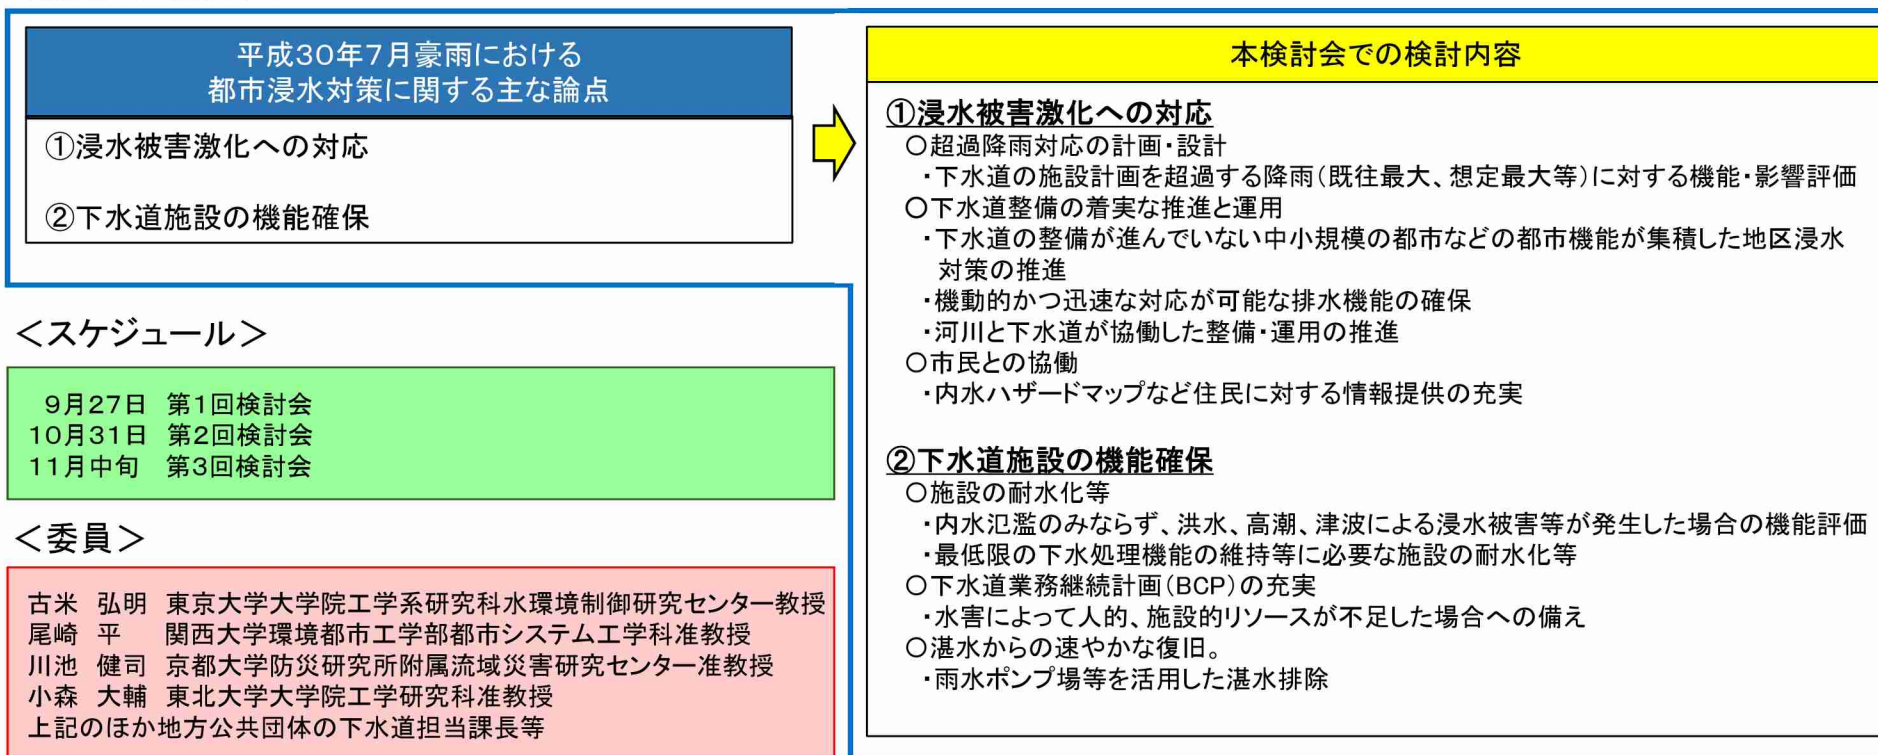 平成30年7月豪雨における
都市浸水対策に関する主な論点
①浸水被害激化への対応
②下水道施設の機能確保
＜スケジュール＞
9月27日 第1回検討会
10月31日 第2回検討会
11月中旬 第3回検討会
＜委員＞
古米 弘明 東京大学大学院工学系研究科水環境制御研究センター教授
尾崎 平 関西大学環境都市工学部都市システム工学科准教授
川池 健司 京都大学防災研究所附属流域災害研究センター准教授
小森 大輔 東北大学大学院工学研究科准教授
上記のほか地方公共団体の下水道担当課長等
本検討会での検討内容
①浸水被害激化への対応
○超過降雨対応の計画・設計
・下水道の施設計画を超過する降雨（既往最大、想定最大等）に対する機能・影響評価
○下水道整備の着実な推進と運用
・下水道の整備が進んでいない中小規模の都市などの都市機能が集積した地区浸水
対策の推進
・機動的かつ迅速な対応が可能な排水機能の確保
・河川と下水道が協働した整備・運用の推進
○市民との協働
・内水ハザードマップなど住民に対する情報提供の充実
②下水道施設の機能確保
○施設の耐水化等
・内水氾濫のみならず、洪水、高潮、津波による浸水被害等が発生した場合の機能評価
・最低限の下水処理機能の維持等に必要な施設の耐水化等
○下水道業務継続計画（BCP）の充実
・水害によって人的、施設的リソースが不足した場合への備え
○湛水からの速やかな復旧。
・雨水ポンプ場等を活用した湛水排除